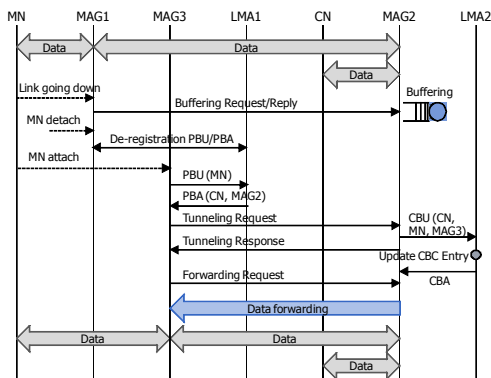 MN MAG1 MAG3 LMA1 CN MAG2 LMA2
Data Data
Data
Link going down
Buffering
Buffering Request/Reply
MN detach
De-registration PBU/PBA
MN attach
PBU (MN)
PBA (CN, MAG2)
Tunneling Request
CBU (CN,
MN, MAG3)
Tunneling Response
Update CBC Entry
Forwarding Request
CBA
Data forwarding
Data Data
Data